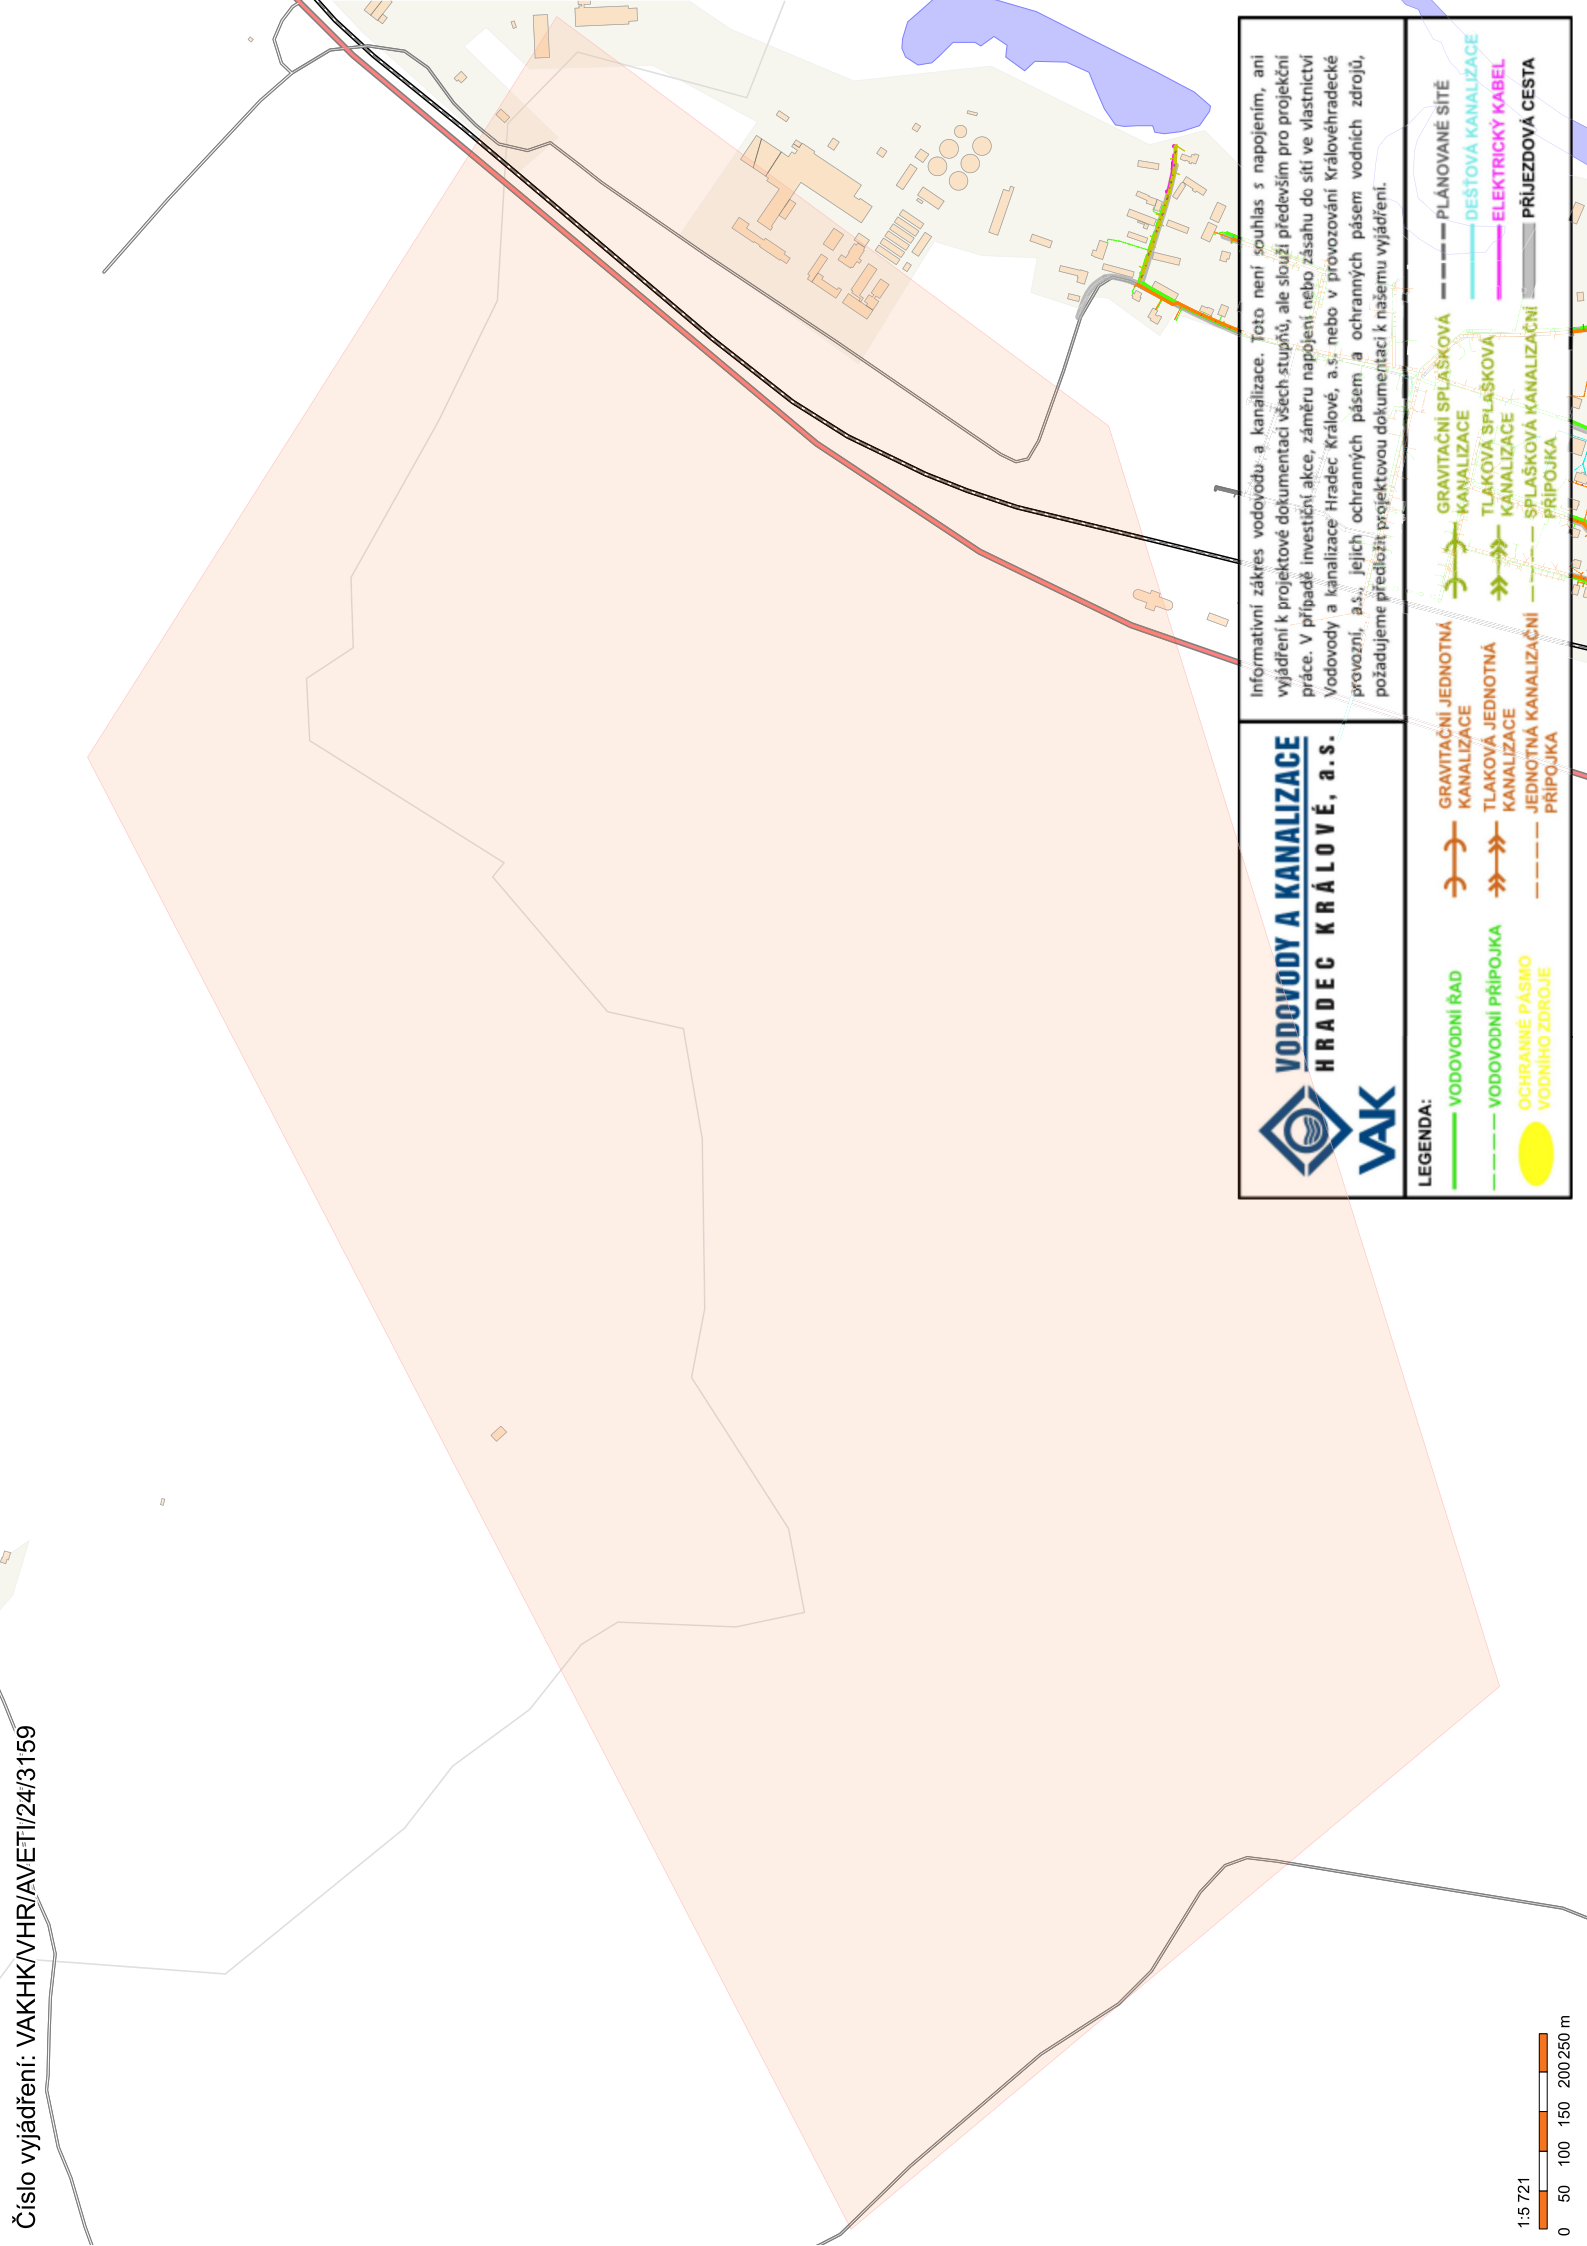 Číslo vyjádření: VAKHK/VHR/AVETI/24/3159
VODOVODY A KANALIZACE
HRADEC KRÁLOVÉ, a.s.
VAK
Informativní zákres vodovodu a kanalizace. Toto není souhlas s napojením, ani
vyjádření k projektové dokumentaci všech stupňů, ale slouží především pro projekční
práce. V případě investiční akce, záměru napojení nebo zásahu do sítí ve vlastnictví
Vodovody a kanalizace Hradec Králové, a.s. nebo v provozování Královéhradecké
provozní, a.s., jejich ochranných pásem a ochranných pásem vodních zdrojů,
požadujeme předložit projektovou dokumentaci k našemu vyjádření.
LEGENDA:
VODOVODNÍ ŘAD
VODOVODNÍ PŘÍPOJKA
OCHRANNÉ PÁSMO
VODNÍHO ZDROJE
GRAVITAČNÍ JEDNOTNÁ
KANALIZACE
TLAKOVÁ JEDNOTNÁ
KANALIZACE
JEDNOTNÁ KANALIZAČNÍ
PŘÍPOJKA
GRAVITAČNÍ SPLAŠKOVÁ
KANALIZACE
TLAKOVÁ SPLAŠKOVÁ
KANALIZACE
SPLAŠKOVÁ KANALIZAČNÍ
PŘÍPOJKA
PLÁNOVANÉ SÍTĚ
DEŠŤOVÁ KANALIZACE
ELEKTRICKÝ KABEL
PŘÍJEZDOVÁ CESTA
1:5 721
0 50 100 150 200 250 m